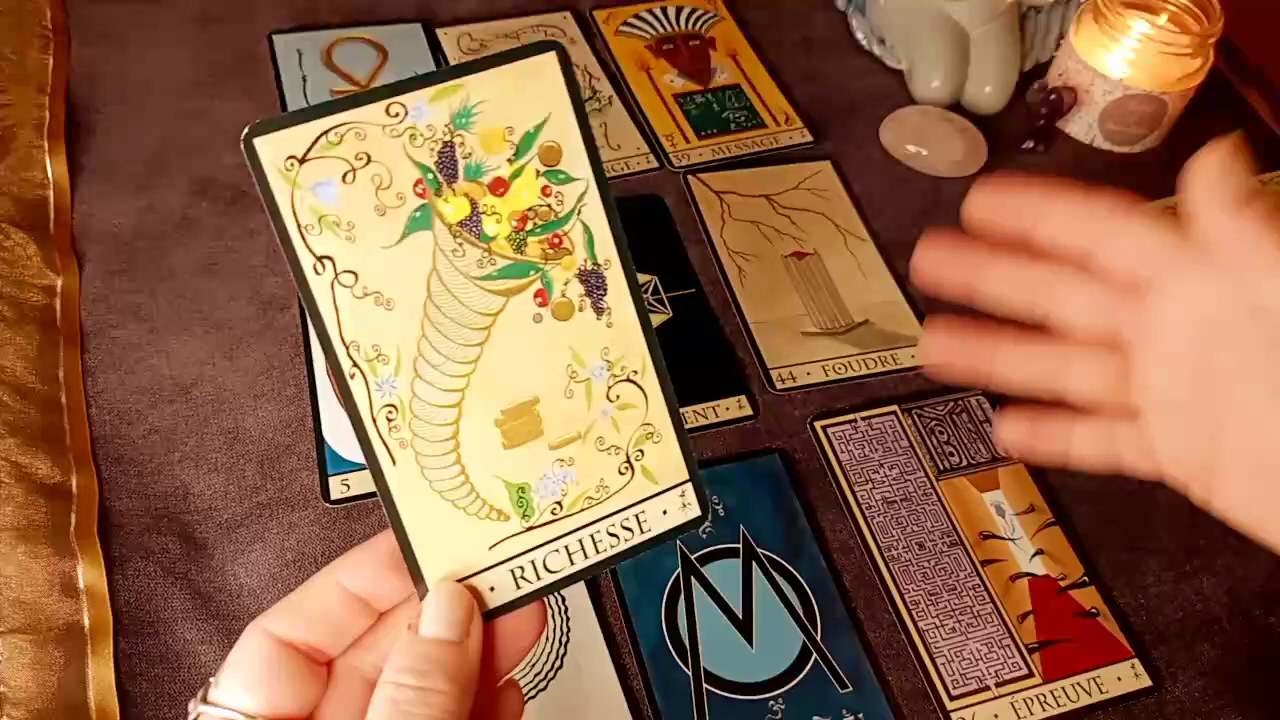 39 · MESSAGE ·
44 · FOUDRE ·
5
· RICHESSE ·
M
· ÉPREUVE ·